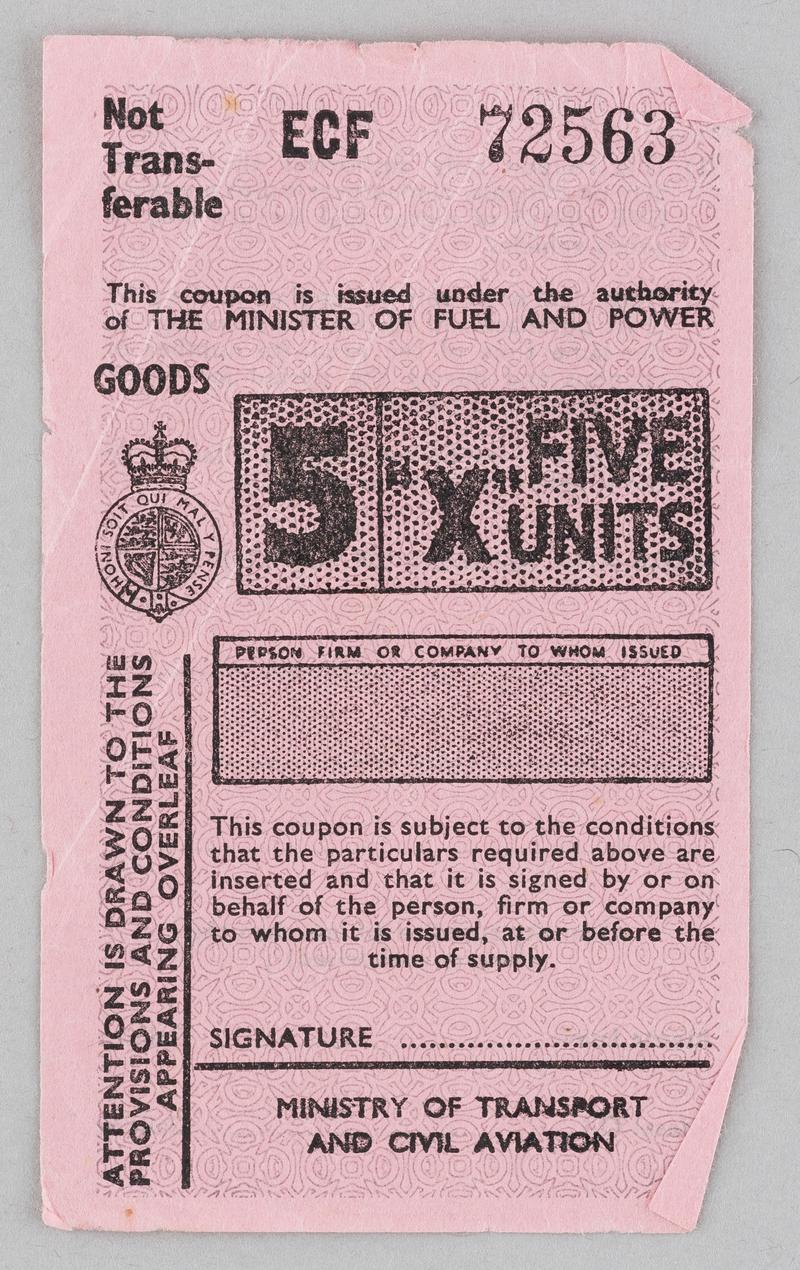 Not
Trans-
ferable
ECF
72563
This coupon is issued under the authority
of THE MINISTER OF FUEL AND POWER
GOODS
HONI SOIT QUI MAL Y PENSE
5 "X" FIVE
UNITS
PERSON FIRM OR COMPANY TO WHOM ISSUED
ATTENTION IS DRAWN TO THE
PROVISIONS AND CONDITIONS
APPEARING OVERLEAF
This coupon is subject to the conditions
that the particulars required above are
inserted and that it is signed by or on
behalf of the person, firm or company
to whom it is issued, at or before the
time of supply.
SIGNATURE ................................
MINISTRY OF TRANSPORT
AND CIVIL AVIATION